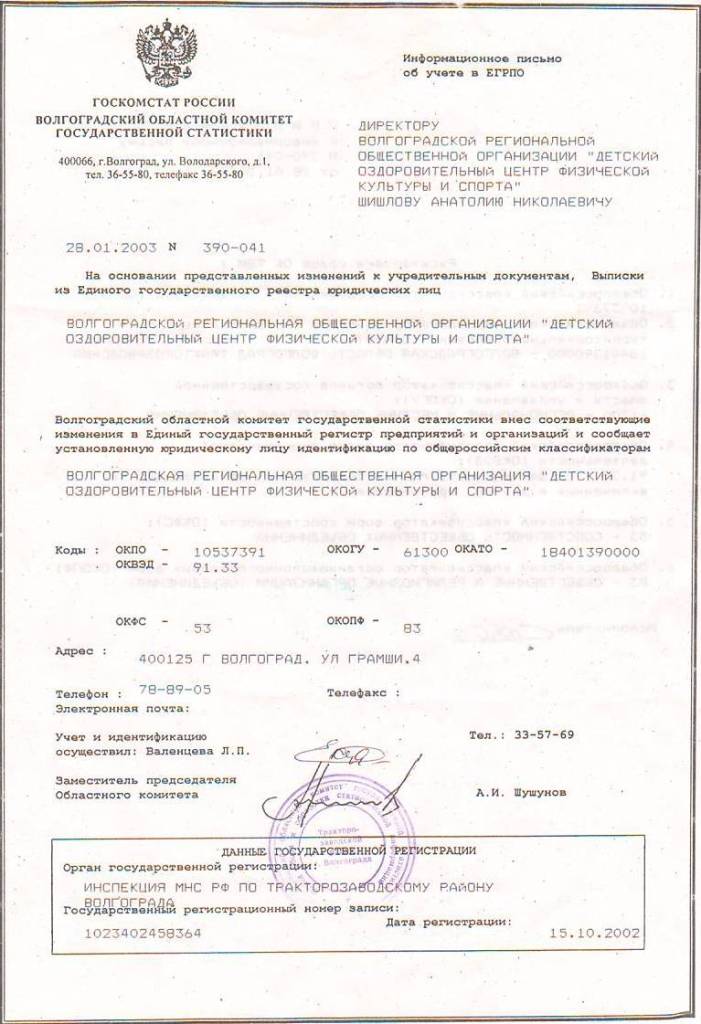 Информационное письмо
об учете в ЕГРПО
ГОСКОМСТАТ РОССИИ
ВОЛГОГРАДСКИЙ ОБЛАСТНОЙ КОМИТЕТ
ГОСУДАРСТВЕННОЙ СТАТИСТИКИ
400066, г.Волгоград, ул. Володарского, д.1,
тел. 36-55-80, телефакс 36-55-80
ДИРЕКТОРУ
ВОЛГОГРАДСКОЙ РЕГИОНАЛЬНОЙ
ОБЩЕСТВЕННОЙ ОРГАНИЗАЦИИ "ДЕТСКИЙ
ОЗДОРОВИТЕЛЬНЫЙ ЦЕНТР ФИЗИЧЕСКОЙ
КУЛЬТУРЫ И СПОРТА"
ШИШЛОВУ АНАТОЛИЮ НИКОЛАЕВИЧУ
28.01.2003 N 390-041
На основании представленных изменений к учредительным документам, Выписки
из Единого государственного реестра юридических лиц
ВОЛГОГРАДСКОЙ РЕГИОНАЛЬНАЯ ОБЩЕСТВЕННОЙ ОРГАНИЗАЦИИ "ДЕТСКИЙ
ОЗДОРОВИТЕЛЬНЫЙ ЦЕНТР ФИЗИЧЕСКОЙ КУЛЬТУРЫ И СПОРТА"
Волгоградский областной комитет государственной статистики внес соответствующие
изменения в Единый государственный регистр предприятий и организаций и сообщает
установленную юридическому лицу идентификацию по общероссийским классификаторам
ВОЛГОГРАДСКАЯ РЕГИОНАЛЬНАЯ ОБЩЕСТВЕННАЯ ОРГАНИЗАЦИЯ "ДЕТСКИЙ
ОЗДОРОВИТЕЛЬНЫЙ ЦЕНТР ФИЗИЧЕСКОЙ КУЛЬТУРЫ И СПОРТА"
Коды : ОКПО - 10537391 ОКОГУ - 61300 ОКАТО - 18401390000
ОКВЭД - 91.33
ОКФС - 53 ОКОПФ - 83
Адрес :
400125 Г ВОЛГОГРАД. УЛ ГРАМШИ.4
Телефон : 78-89-05 Телефакс :
Электронная почта:
Учет и идентификацию Тел.: 33-57-69
осуществил: Валенцева Л.П.
Заместитель председателя
Областного комитета А.И. Шушунов
Тракторо-
заводской
Волгограда
ДАННЫЕ ГОСУДАРСТВЕННОЙ РЕГИСТРАЦИИ
Орган государственной регистрации:
ИНСПЕКЦИЯ МНС РФ ПО ТРАКТОРОЗАВОДСКОМУ РАЙОНУ
ВОЛГОГРАДА
Государственный регистрационный номер записи:
Дата регистрации:
1023402458364 15.10.2002